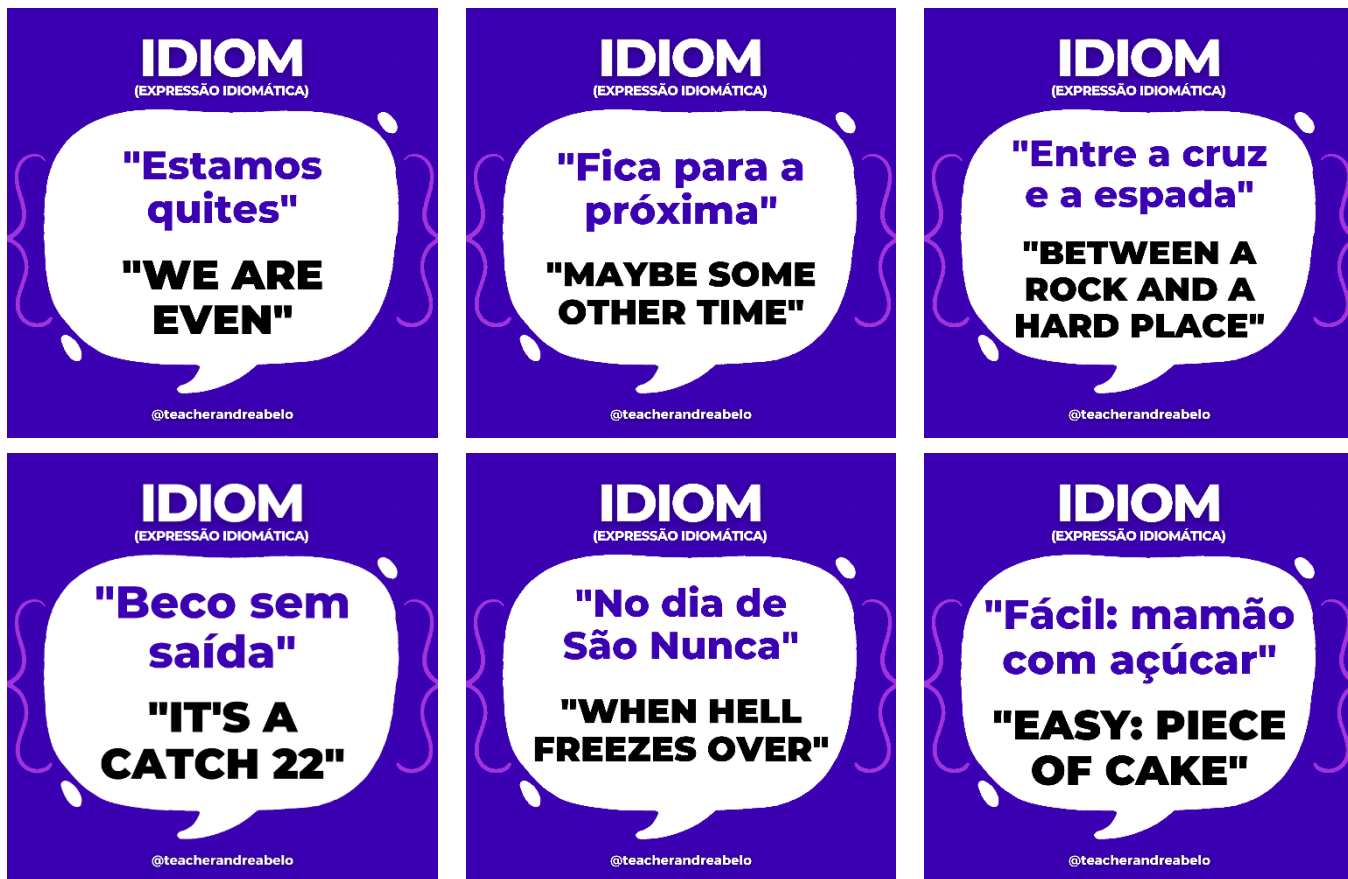 IDIOM
(EXPRESSÃO IDIOMÁTICA)
"Estamos
quites"
"WE ARE
EVEN"
@teacherandreabelo
IDIOM
(EXPRESSÃO IDIOMÁTICA)
"Fica para a
próxima"
"MAYBE SOME
OTHER TIME"
@teacherandreabelo
IDIOM
(EXPRESSÃO IDIOMÁTICA)
"Entre a cruz
e a espada"
"BETWEEN A
ROCK AND A
HARD PLACE"
@teacherandreabelo
IDIOM
(EXPRESSÃO IDIOMÁTICA)
"Beco sem
saída"
"IT'S A
CATCH 22"
@teacherandreabelo
IDIOM
(EXPRESSÃO IDIOMÁTICA)
"No dia de
São Nunca"
"WHEN HELL
FREEZES OVER"
@teacherandreabelo
IDIOM
(EXPRESSÃO IDIOMÁTICA)
"Fácil: mamão
com açúcar"
"EASY: PIECE
OF CAKE"
@teacherandreabelo